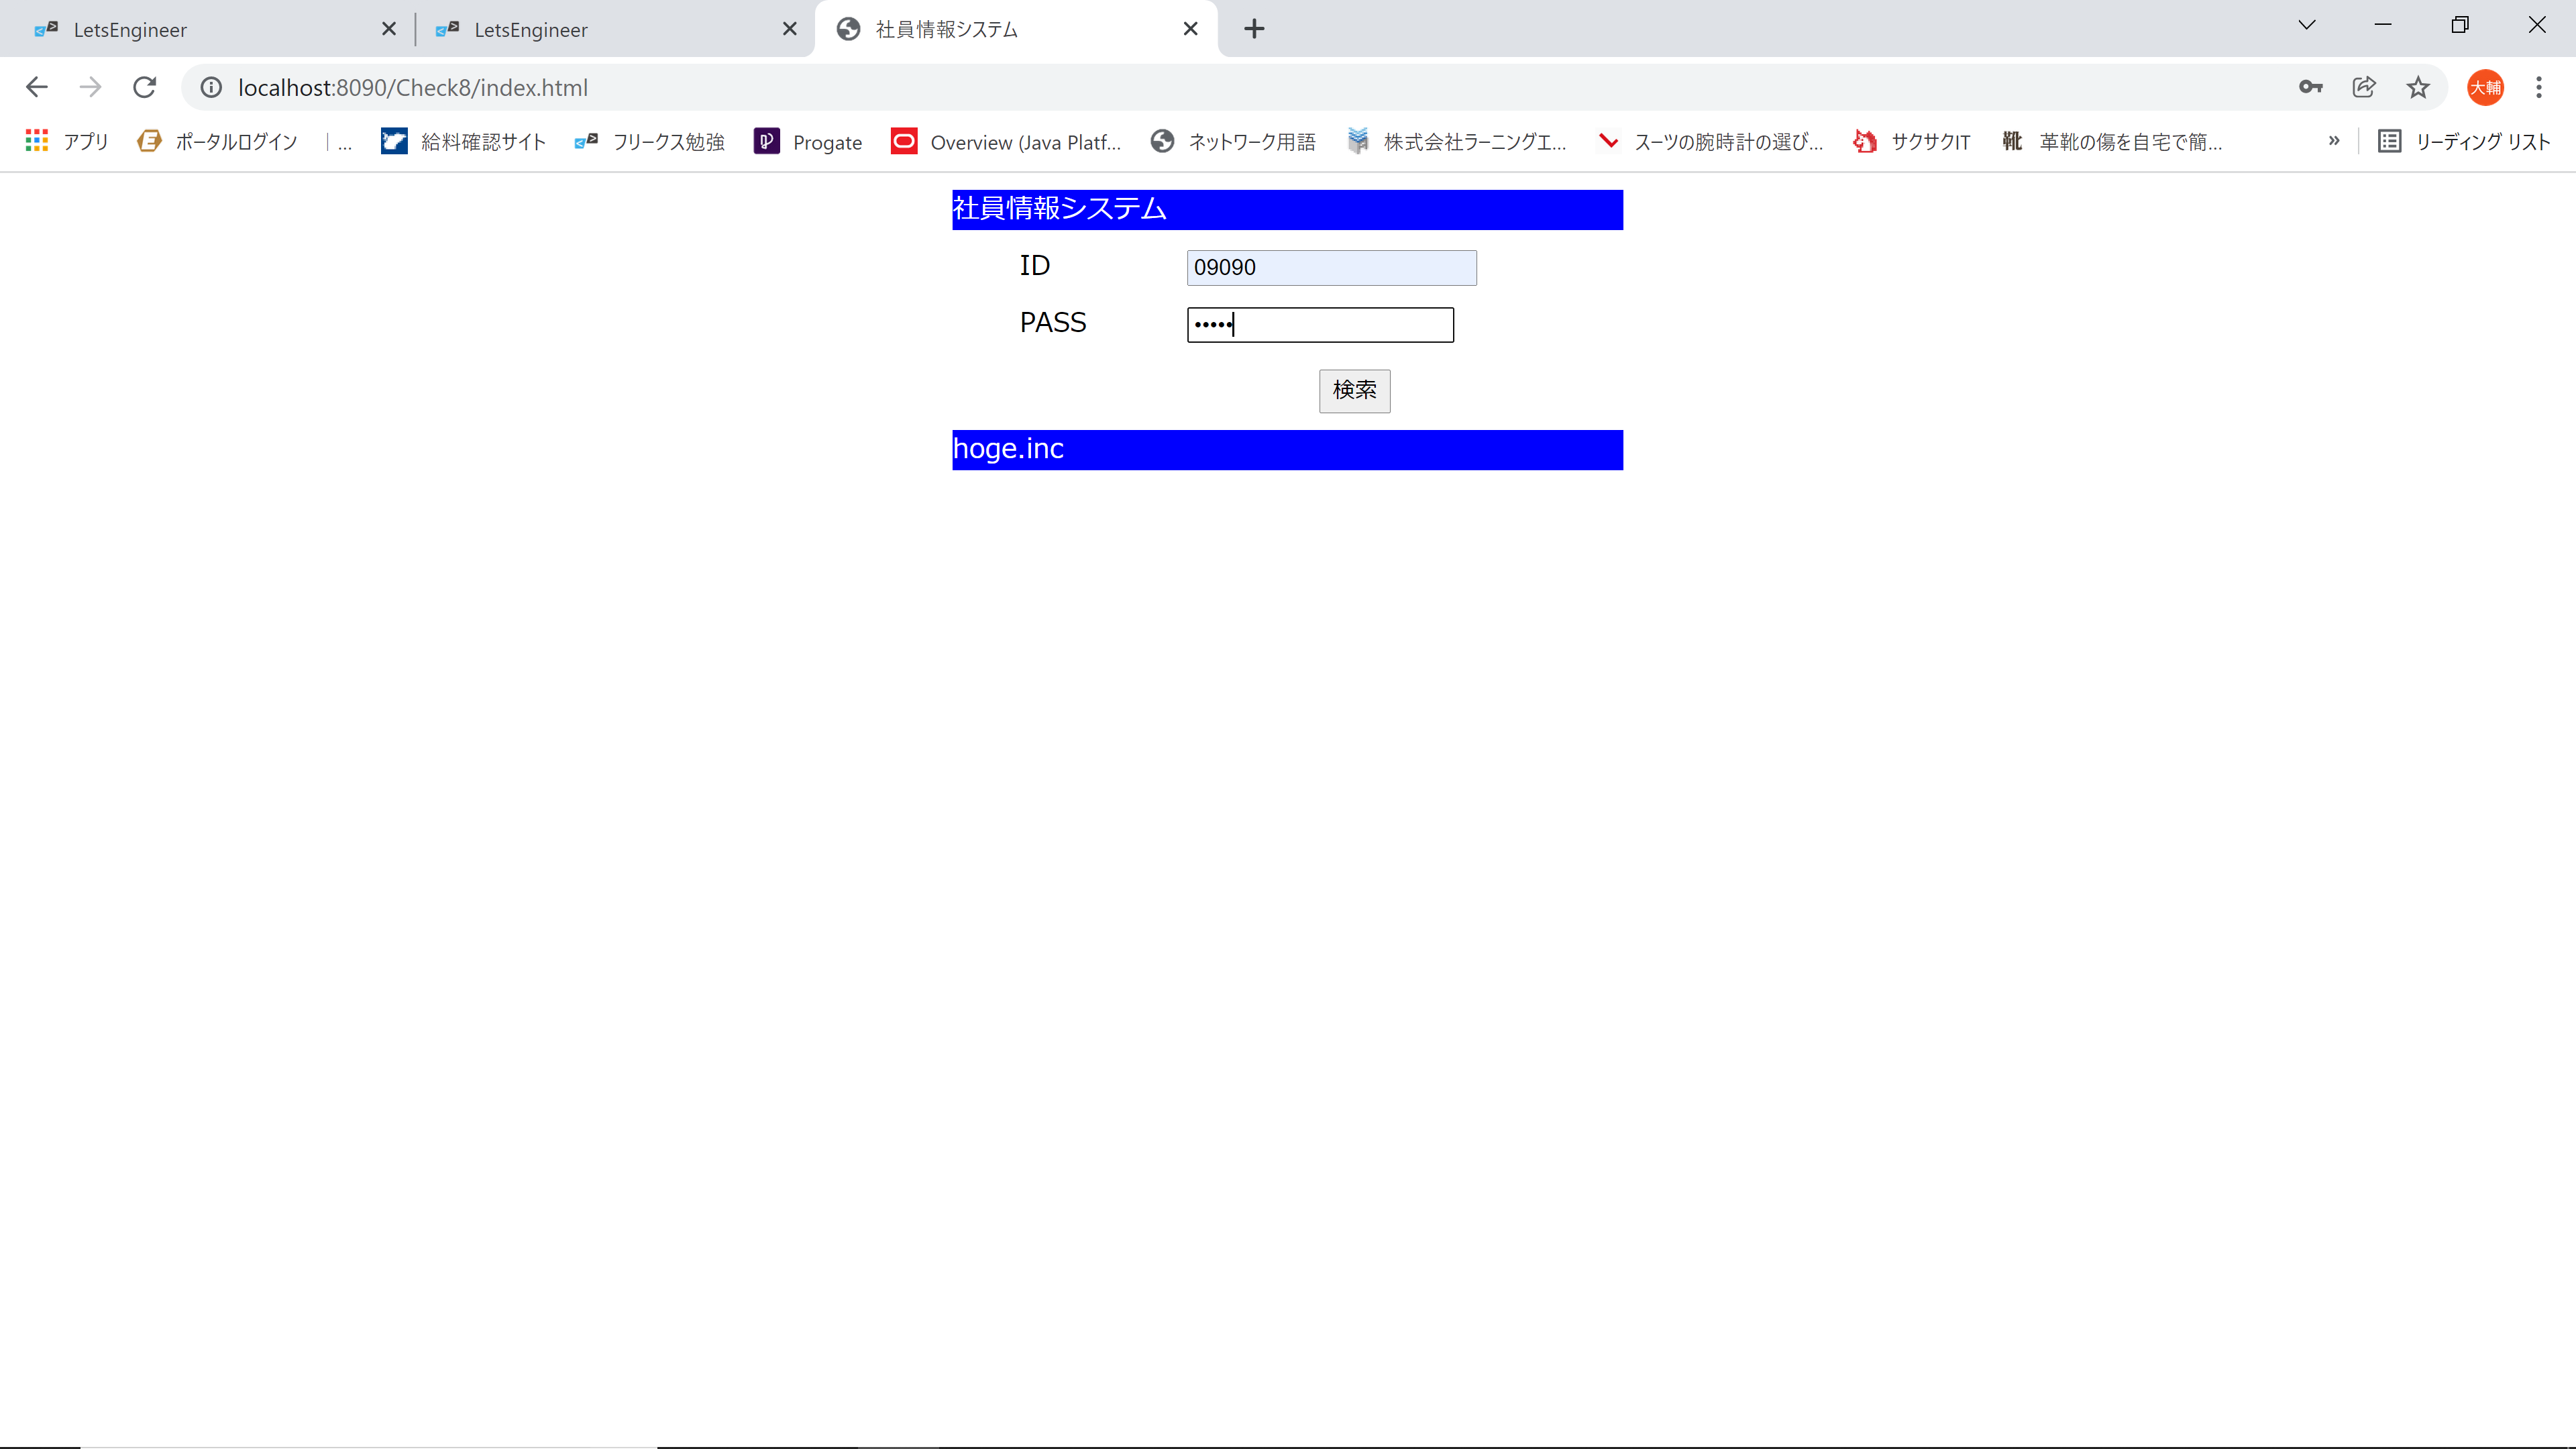 LetsEngineer
LetsEngineer
社員情報システム
localhost:8090/Check8/index.html
大輔
アプリ
ポータルログイン | ...
給料確認サイト
フリークス勉強
Progate
Overview (Java Platf...
ネットワーク用語
株式会社ラーニングエ...
スーツの腕時計の選び...
サクサクIT
靴 革靴の傷を自宅で簡...
»
リーディング リスト
社員情報システム
ID 09090
PASS •••••
検索
hoge.inc